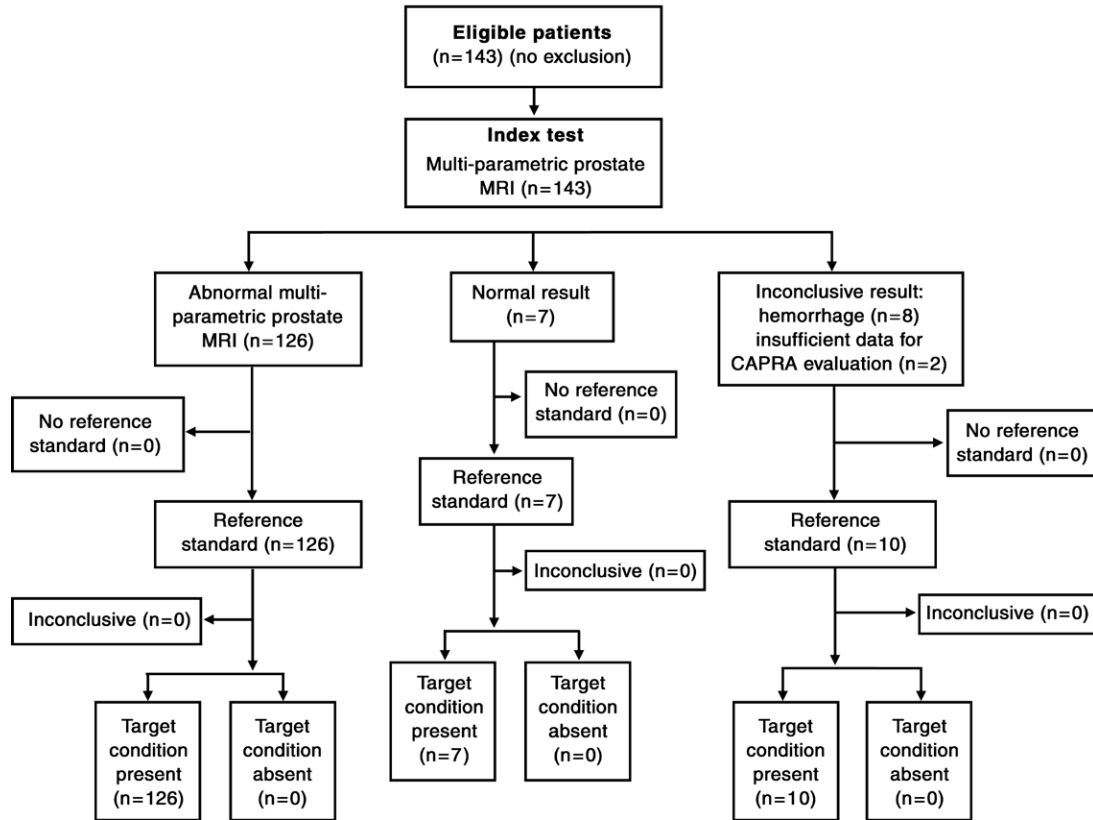 Eligible patients
(n=143) (no exclusion)
Index test
Multi-parametric prostate
MRI (n=143)
Abnormal multi-
parametric prostate
MRI (n=126)
Normal result
(n=7)
Inconclusive result:
hemorrhage (n=8)
insufficient data for
CAPRA evaluation (n=2)
No reference
standard (n=0)
No reference
standard (n=0)
No reference
standard (n=0)
Reference
standard (n=126)
Reference
standard (n=7)
Reference
standard (n=10)
Inconclusive (n=0)
Inconclusive (n=0)
Inconclusive (n=0)
Target
condition
present
(n=126)
Target
condition
absent
(n=0)
Target
condition
present
(n=7)
Target
condition
absent
(n=0)
Target
condition
present
(n=10)
Target
condition
absent
(n=0)